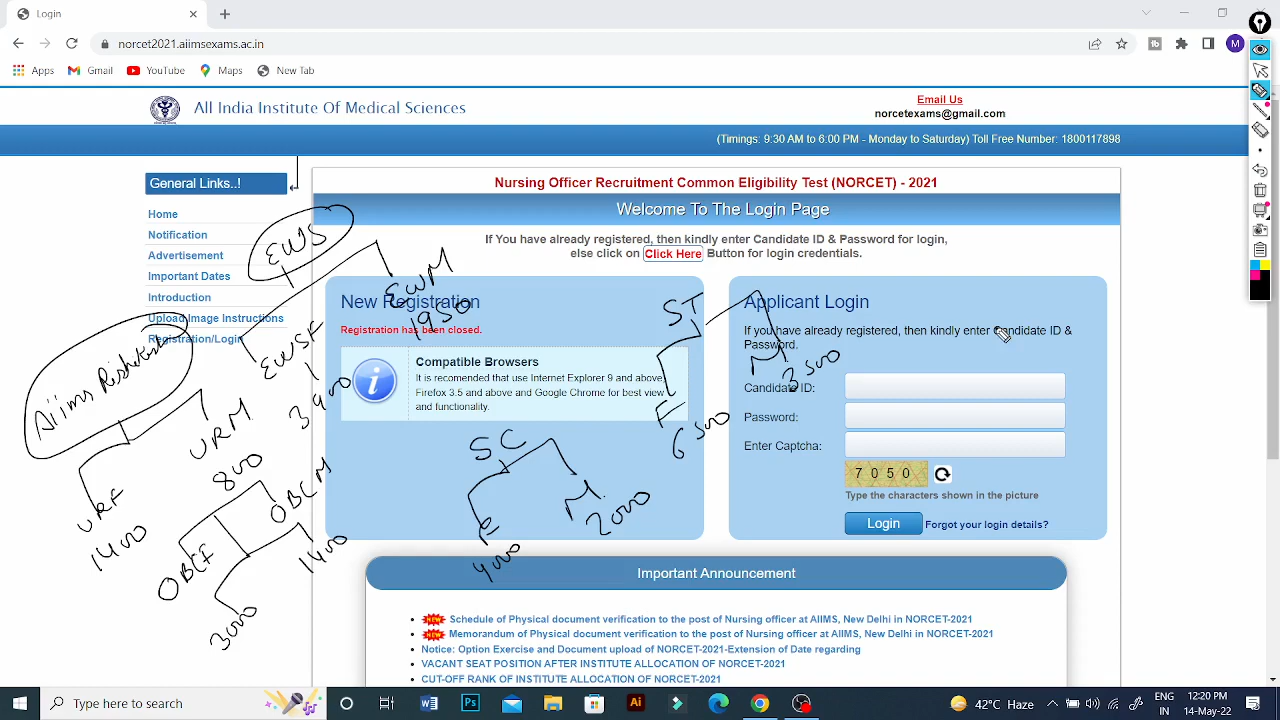 Login
norcet2021.aiimsexams.ac.in
M
Apps
Gmail
YouTube
Maps
New Tab
All India Institute Of Medical Sciences
Email Us
norcetexams@gmail.com
(Timings: 9:30 AM to 6:00 PM - Monday to Saturday) Toll Free Number: 1800117898
General Links..!
Home
Notification
Advertisement
Important Dates
Introduction
Upload Image Instructions
Registration/Login
Nursing Officer Recruitment Common Eligibility Test (NORCET) - 2021
Welcome To The Login Page
If You have already registered, then kindly enter Candidate ID & Password for login,
else click on Click Here Button for login credentials.
New Registration
Registration has been closed.
Compatible Browsers
It is recomended that use Internet Explorer 9 and above,
Firefox 3.5 and above and Google Chrome for best view
and functionality.
Applicant Login
If you have already registered, then kindly enter Candidate ID &
Password.
Candidate ID:
Password:
Enter Captcha:
7 0 5 0
Type the characters shown in the picture
Login
Forgot your login details?
Important Announcement
NEW Schedule of Physical document verification to the post of Nursing officer at AIIMS, New Delhi in NORCET-2021
NEW Memorandum of Physical document verification to the post of Nursing officer at AIIMS, New Delhi in NORCET-2021
Notice: Option Exercise and Document upload of NORCET-2021-Extension of Date regarding
VACANT SEAT POSITION AFTER INSTITUTE ALLOCATION OF NORCET-2021
CUT-OFF RANK OF INSTITUTE ALLOCATION OF NORCET-2021
EWS
EWM
1950
EWSF
3900
Aiims
URM
800
URF
1400
OBCM
1400
OBCF
3000
SC
F
4000
M
2000
ST
F
6500
M
3500
Type here to search
42°C Haze
ENG
IN
12:20 PM
14-May-22